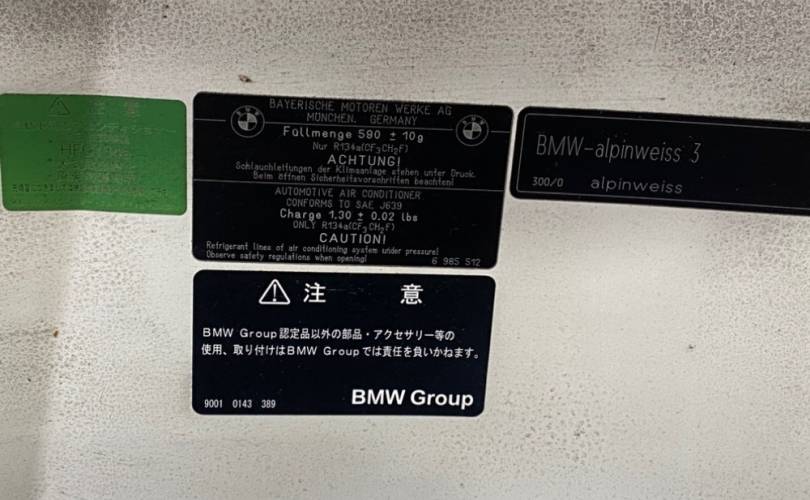 注 意
BAYERISCHE MOTOREN WERKE AG
MÜNCHEN, GERMANY
Füllmenge 590 ± 10g
Nur R134a(CF3CH2F)
ACHTUNG!
Schlauchleitungen der Klimaanlage stehen unter Druck.
Beim öffnen Sicherheitsvorschriften beachten!
AUTOMOTIVE AIR CONDITIONER
CONFORMS TO SAE J639
Charge 1.30 ± 0.02 lbs
ONLY R134a(CF3CH2F)
CAUTION!
Refrigerant lines of air conditioning system under pressure!
Observe safety regulations when opening!
6 985 512
BMW-alpinweiss 3
300/0 alpinweiss
注 意
BMW Group認定品以外の部品・アクセサリー等の
使用、取り付けはBMW Groupでは責任を負いかねます。
9001 0143 389
BMW Group